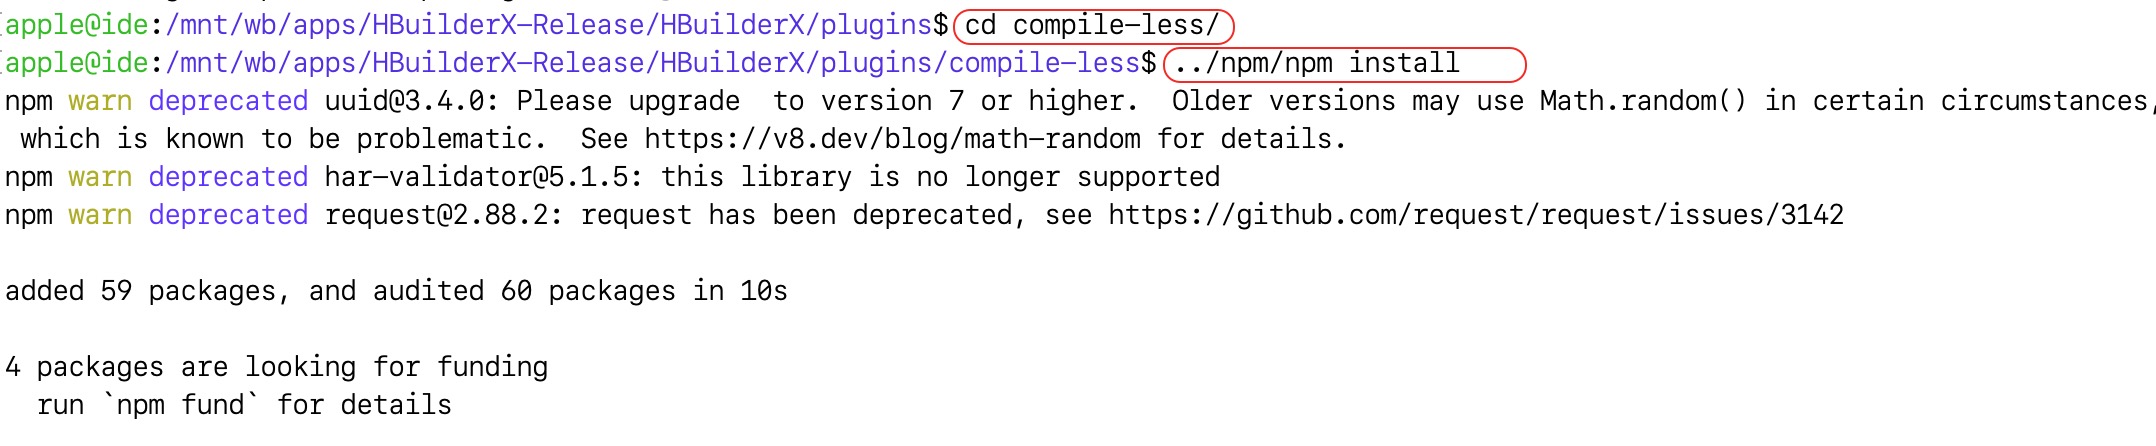 apple@ide:/mnt/wb/apps/HBuilderX-Release/HBuilderX/plugins$ cd compile-less/
apple@ide:/mnt/wb/apps/HBuilderX-Release/HBuilderX/plugins/compile-less$ ../npm/npm install
npm warn deprecated uuid@3.4.0: Please upgrade  to version 7 or higher.  Older versions may use Math.random() in certain circumstances,
 which is known to be problematic.  See https://v8.dev/blog/math-random for details.
npm warn deprecated har-validator@5.1.5: this library is no longer supported
npm warn deprecated request@2.88.2: request has been deprecated, see https://github.com/request/request/issues/3142
added 59 packages, and audited 60 packages in 10s
4 packages are looking for funding
  run `npm fund` for details